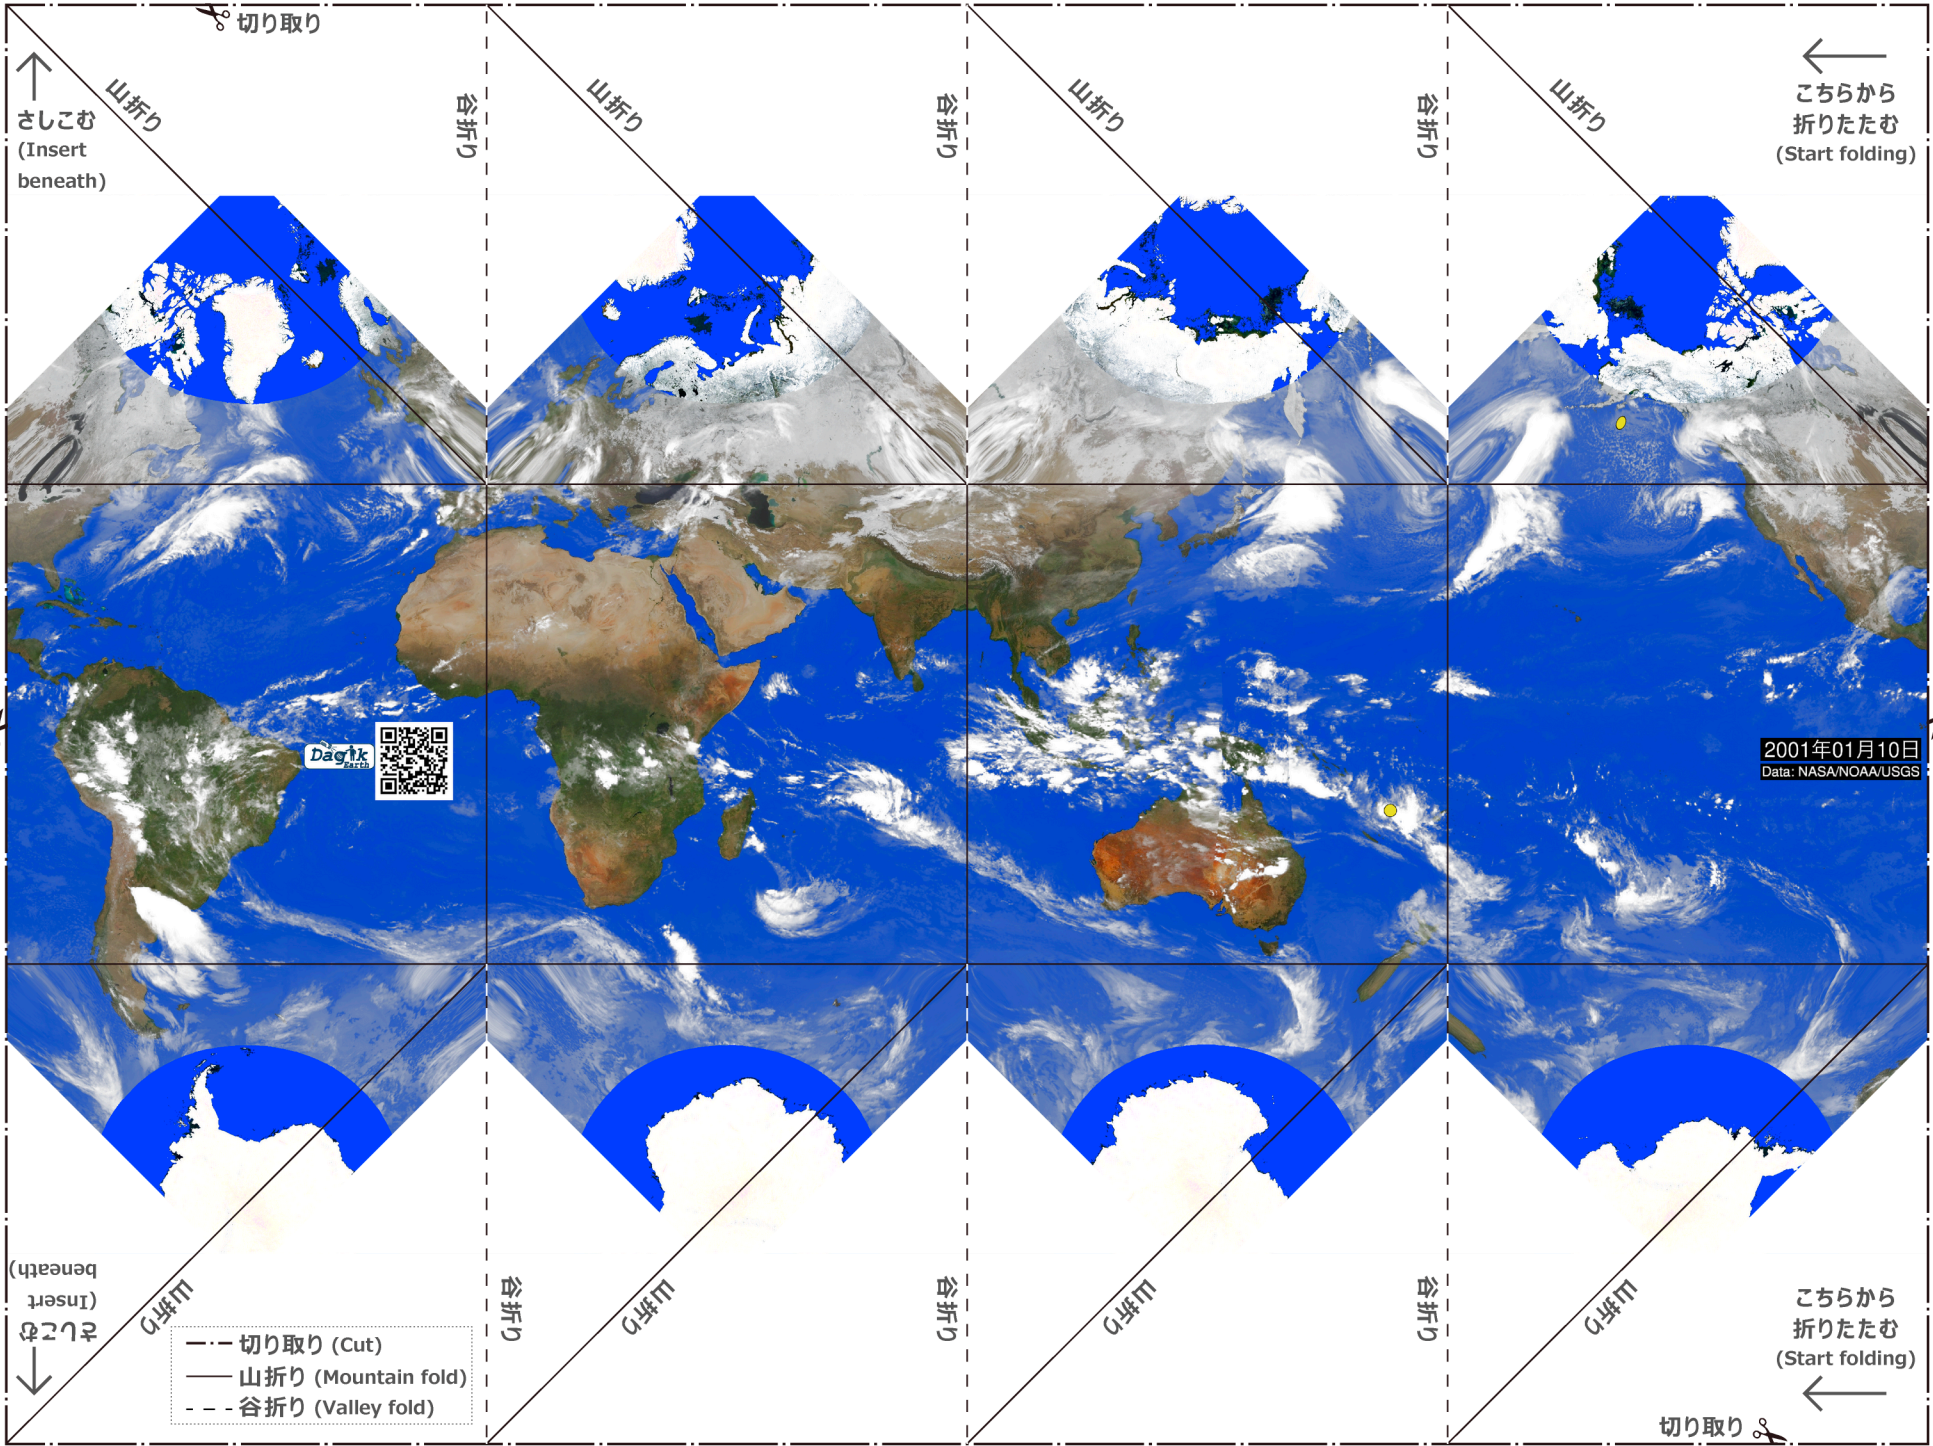 切り取り
山折り
谷折り
山折り
谷折り
山折り
谷折り
山折り
さしこむ
(Insert
beneath)
こちらから
折りたたむ
(Start folding)
Dagik
Earth
2001年01月10日
Data: NASA/NOAA/USGS
さしこむ
(Insert
beneath)
山折り
谷折り
山折り
谷折り
山折り
谷折り
山折り
こちらから
折りたたむ
(Start folding)
切り取り (Cut)
山折り (Mountain fold)
谷折り (Valley fold)
切り取り